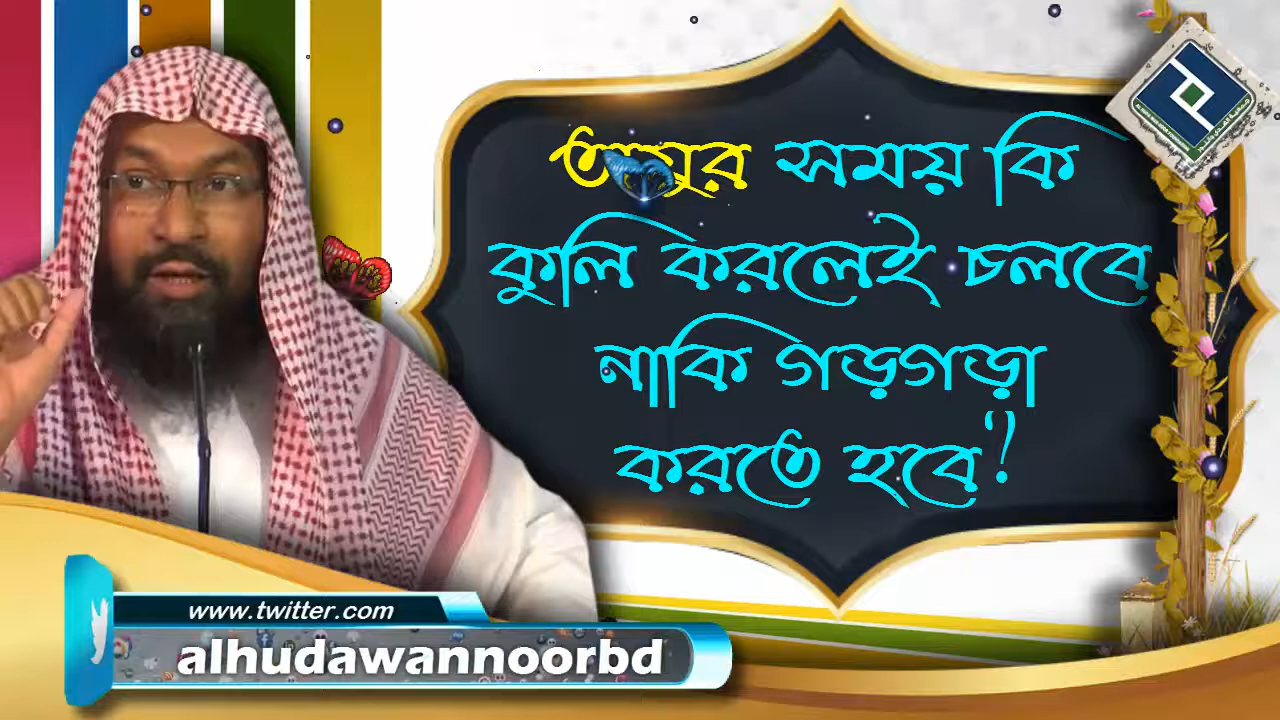 সময় কি
কুলি করলেই চলবে
নাকি গড়গড়া
করতে হবে?
www.twitter.com
alhudawannoorbd